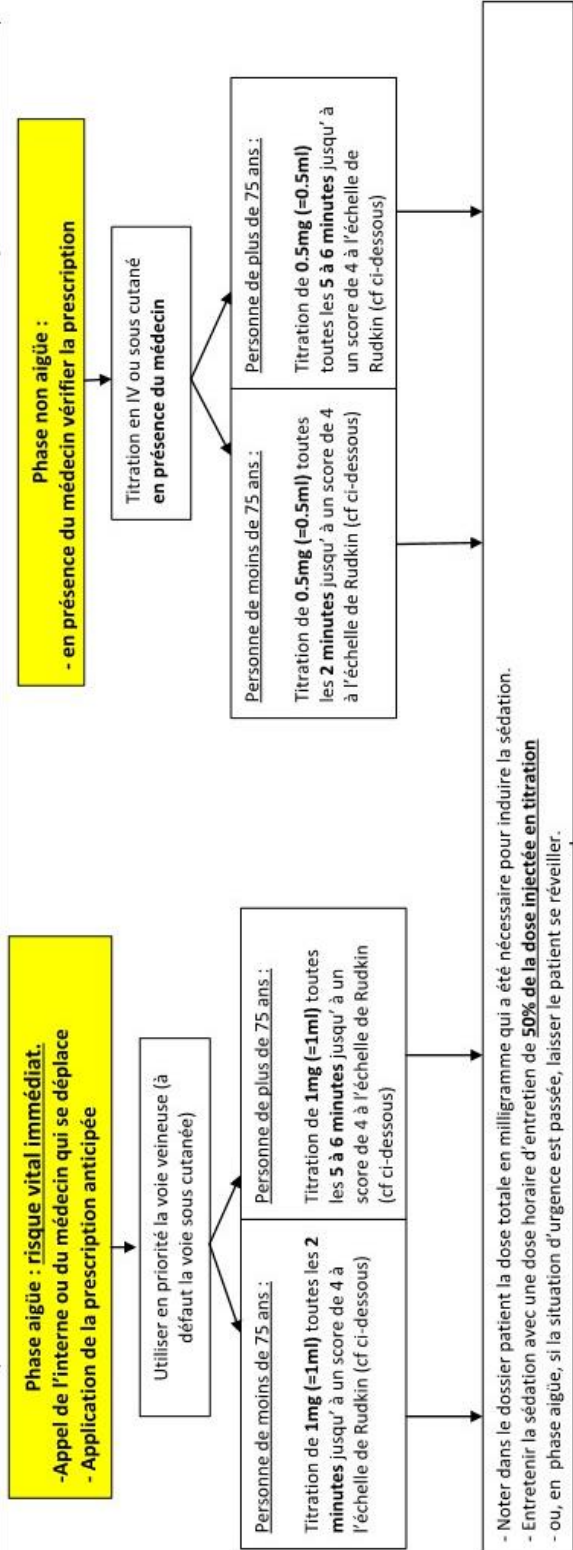 Phase aigüe : risque vital immédiat.
-Appel de l'interne ou du médecin qui se déplace
- Application de la prescription anticipée
Utiliser en priorité la voie veineuse (à
défaut la voie sous cutanée)
Personne de moins de 75 ans :
Titration de 1mg (=1ml) toutes les 2
minutes jusqu' à un score de 4 à
l'échelle de Rudkin (cf ci-dessous)
Personne de plus de 75 ans :
Titration de 1mg (=1ml) toutes
les 5 à 6 minutes jusqu' à un
score de 4 à l'échelle de Rudkin
(cf ci-dessous)
Phase non aigüe :
- en présence du médecin vérifier la prescription
Titration en IV ou sous cutané
en présence du médecin
Personne de moins de 75 ans :
Titration de 0.5mg (=0.5ml) toutes
les 2 minutes jusqu' à un score de 4
à l'échelle de Rudkin (cf ci-dessous)
Personne de plus de 75 ans :
Titration de 0.5mg (=0.5ml)
toutes les 5 à 6 minutes jusqu' à
un score de 4 à l'échelle de
Rudkin (cf ci-dessous)
- Noter dans le dossier patient la dose totale en milligramme qui a été nécessaire pour induire la sédation.
- Entretenir la sédation avec une dose horaire d'entretien de 50% de la dose injectée en titration
- ou, en phase aigüe, si la situation d'urgence est passée, laisser le patient se réveiller.